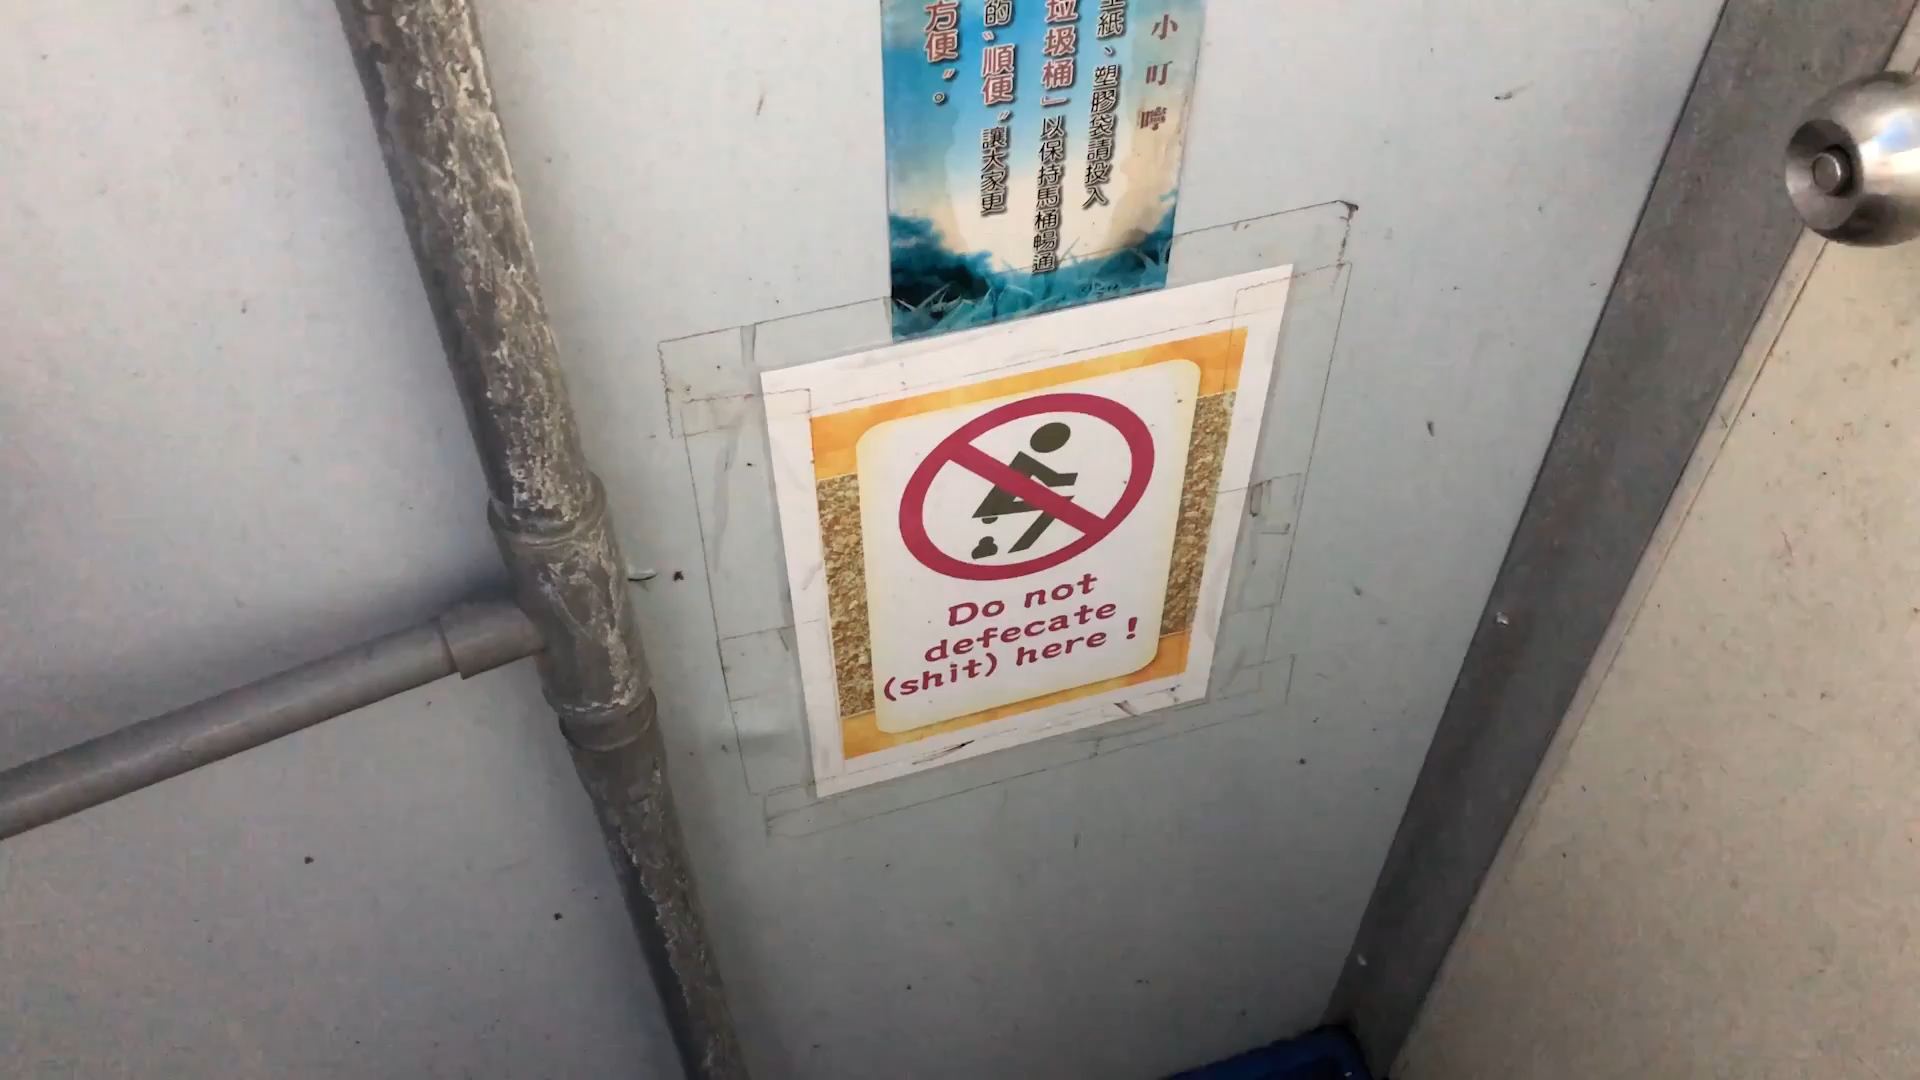 小叮嚀
紙、塑膠袋請投入
垃圾桶」以保持馬桶暢通
的〝順便〞讓大家更
方便〞。
Do not
defecate
(shit) here !